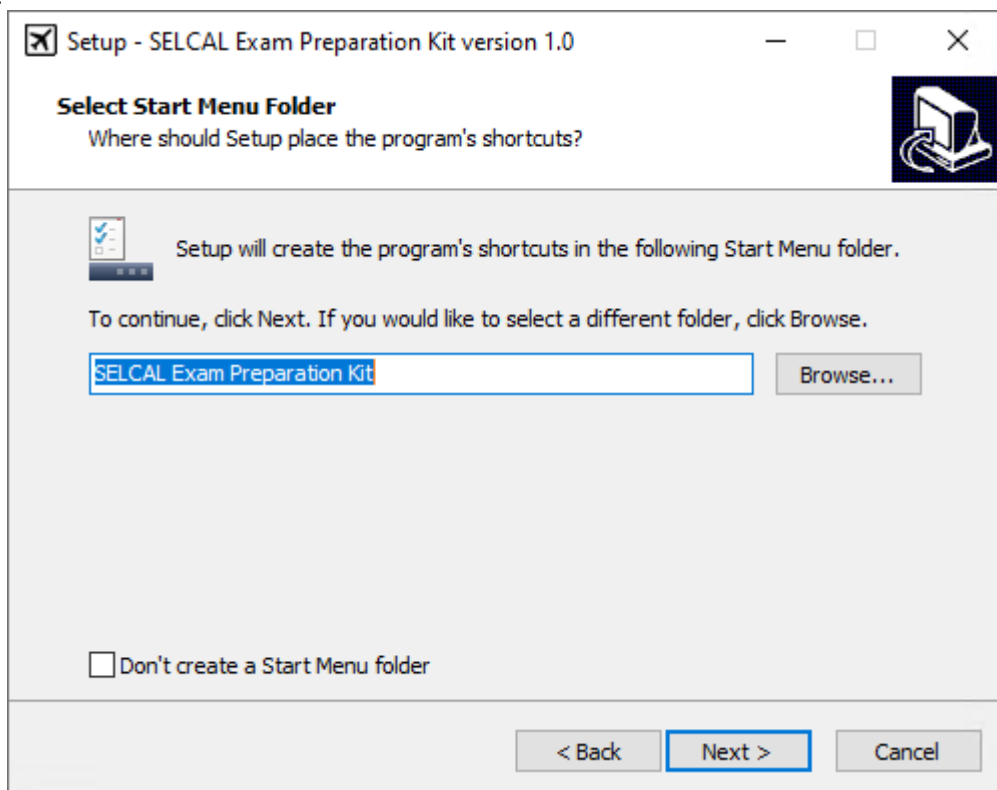 Setup - SELCAL Exam Preparation Kit version 1.0
Select Start Menu Folder
Where should Setup place the program's shortcuts?
Setup will create the program's shortcuts in the following Start Menu folder.
To continue, click Next. If you would like to select a different folder, click Browse.
SELCAL Exam Preparation Kit
Browse...
Don't create a Start Menu folder
< Back
Next >
Cancel